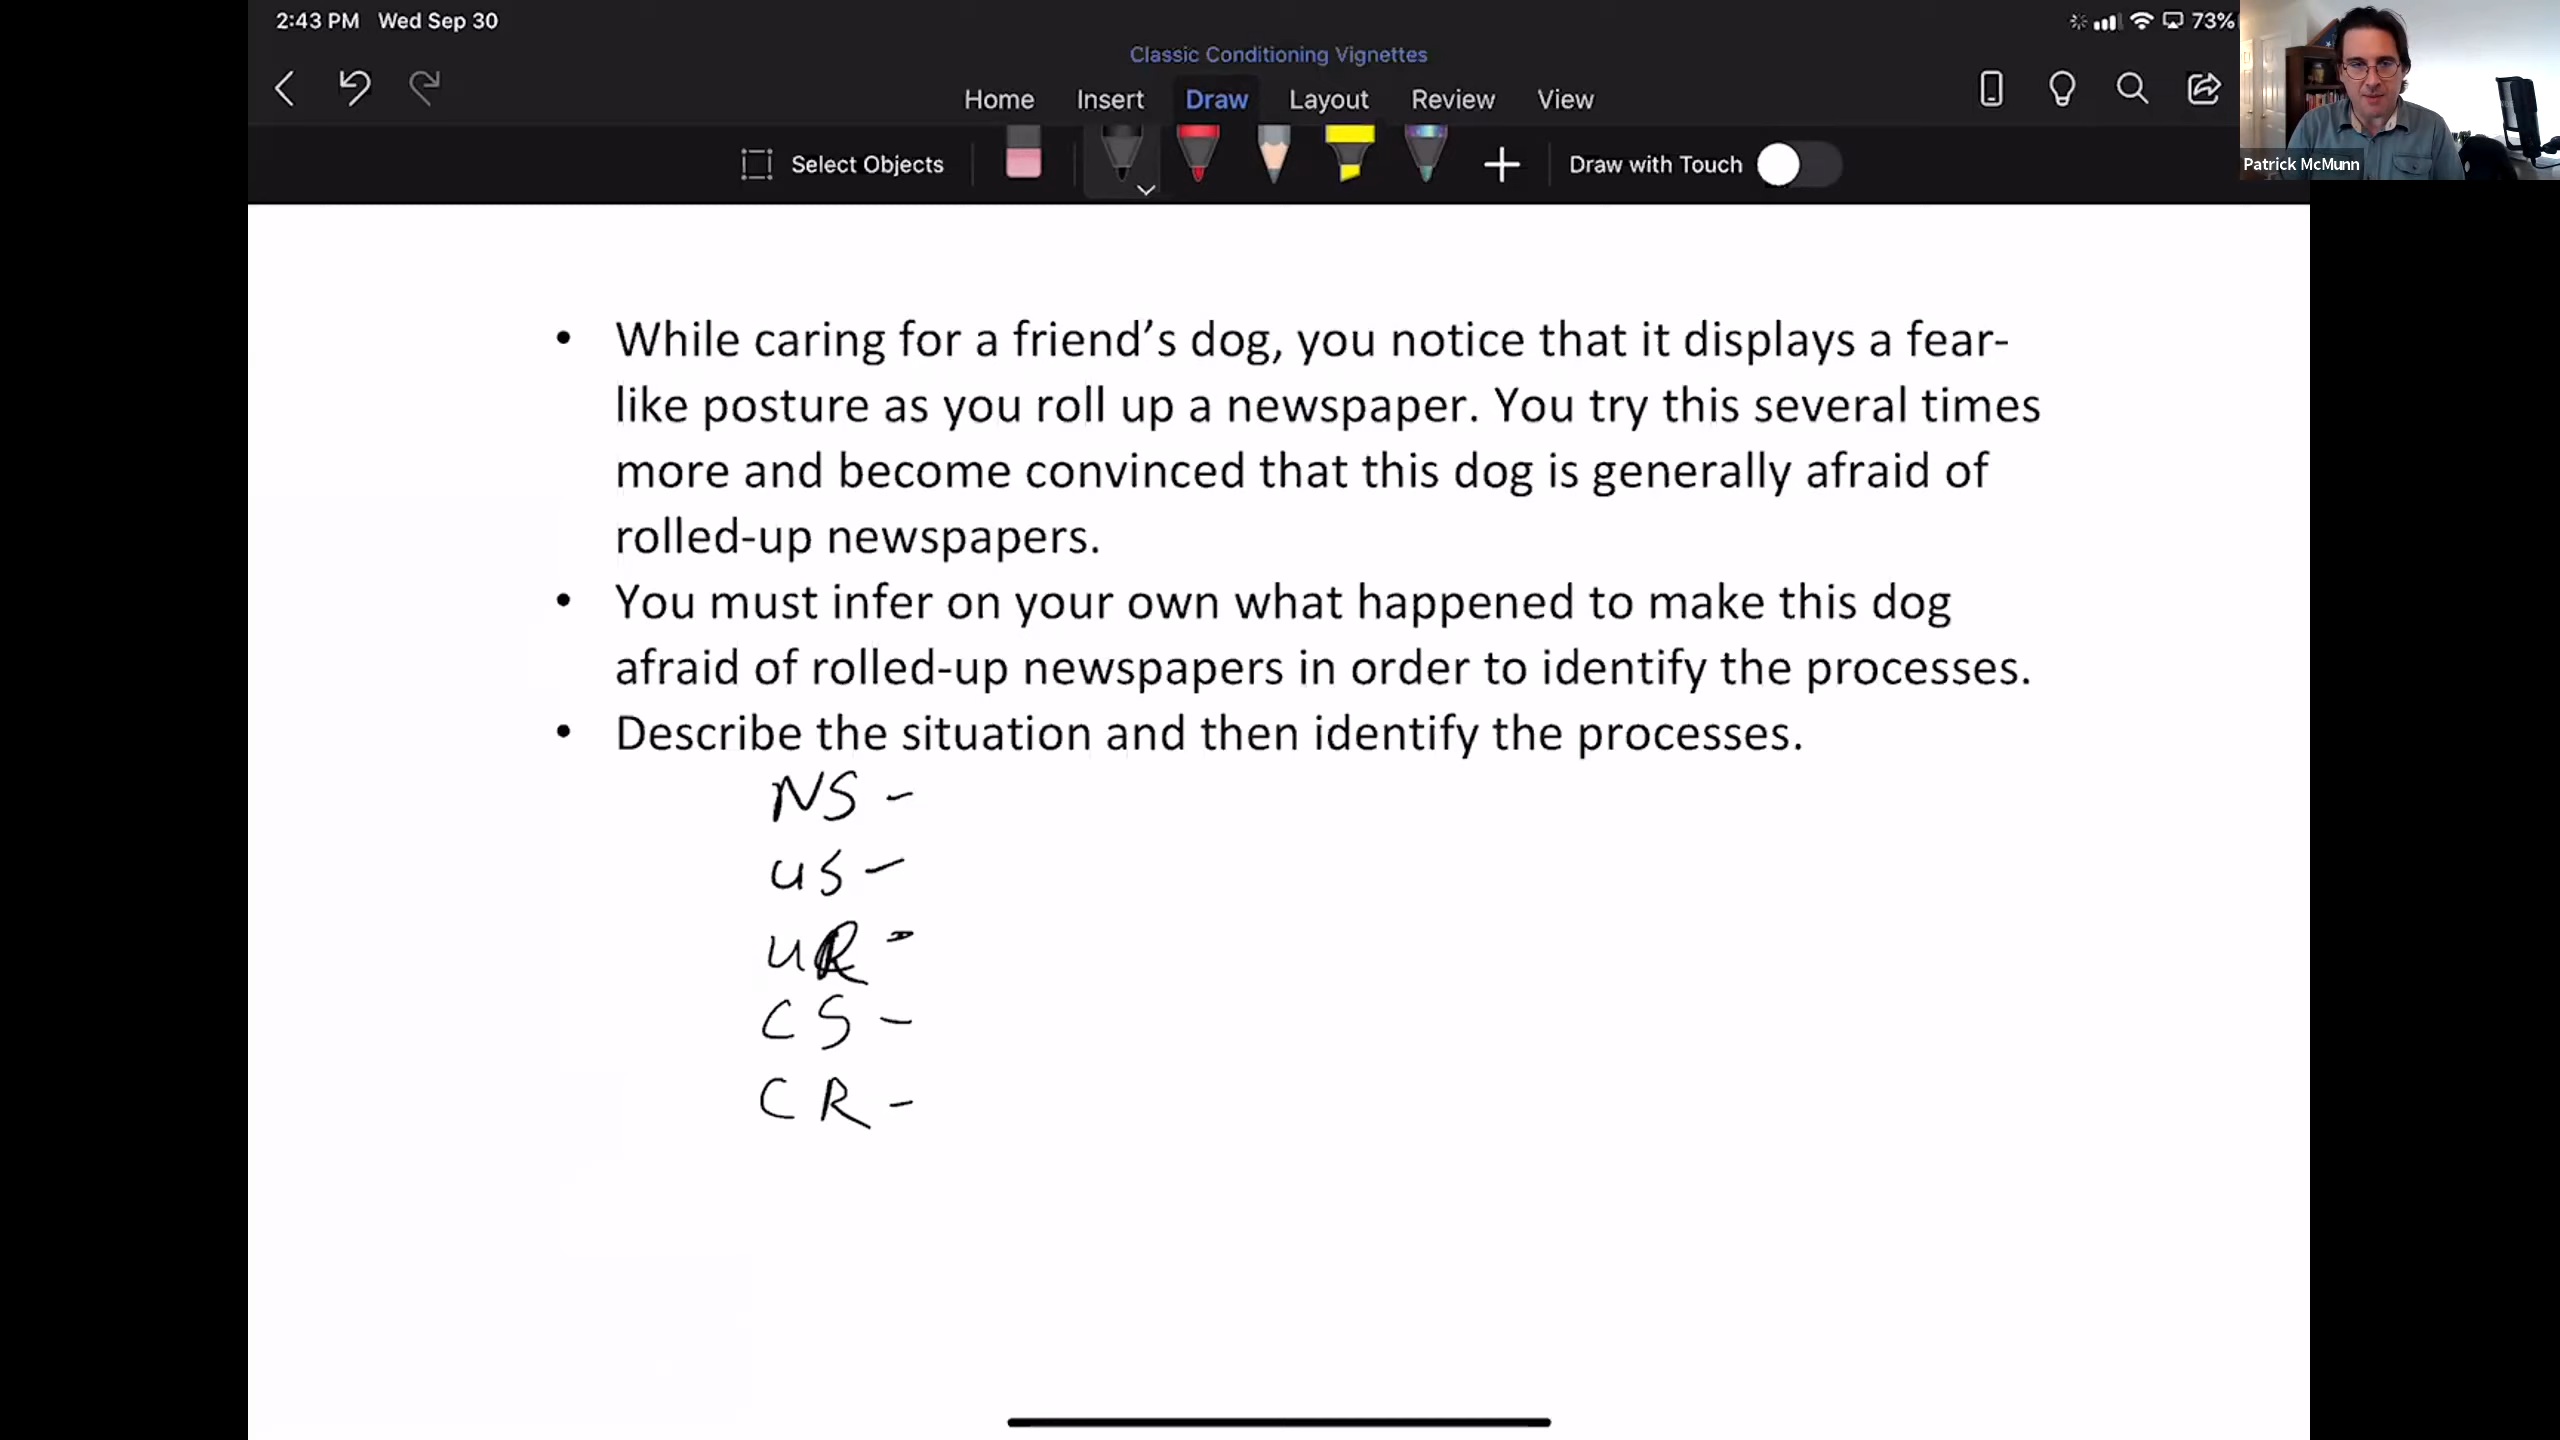 2:43 PM Wed Sep 30
73%
Classic Conditioning Vignettes
Home Insert Draw Layout Review View
Select Objects
Draw with Touch
Patrick McMunn
• While caring for a friend’s dog, you notice that it displays a fear-
like posture as you roll up a newspaper. You try this several times
more and become convinced that this dog is generally afraid of
rolled-up newspapers.
• You must infer on your own what happened to make this dog
afraid of rolled-up newspapers in order to identify the processes.
• Describe the situation and then identify the processes.
NS -
US -
UR -
CS -
CR -